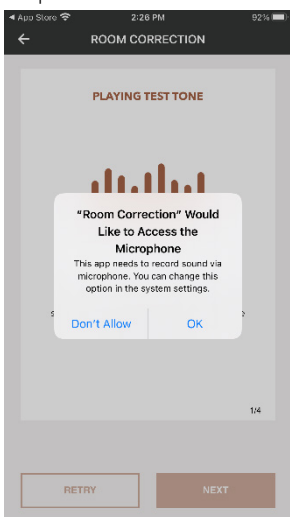 App Store 2:26 PM 92%
ROOM CORRECTION
PLAYING TEST TONE
"Room Correction" Would
Like to Access the
Microphone
This app needs to record sound via
microphone. You can change this
option in the system settings.
Don't Allow OK
1/4
RETRY NEXT